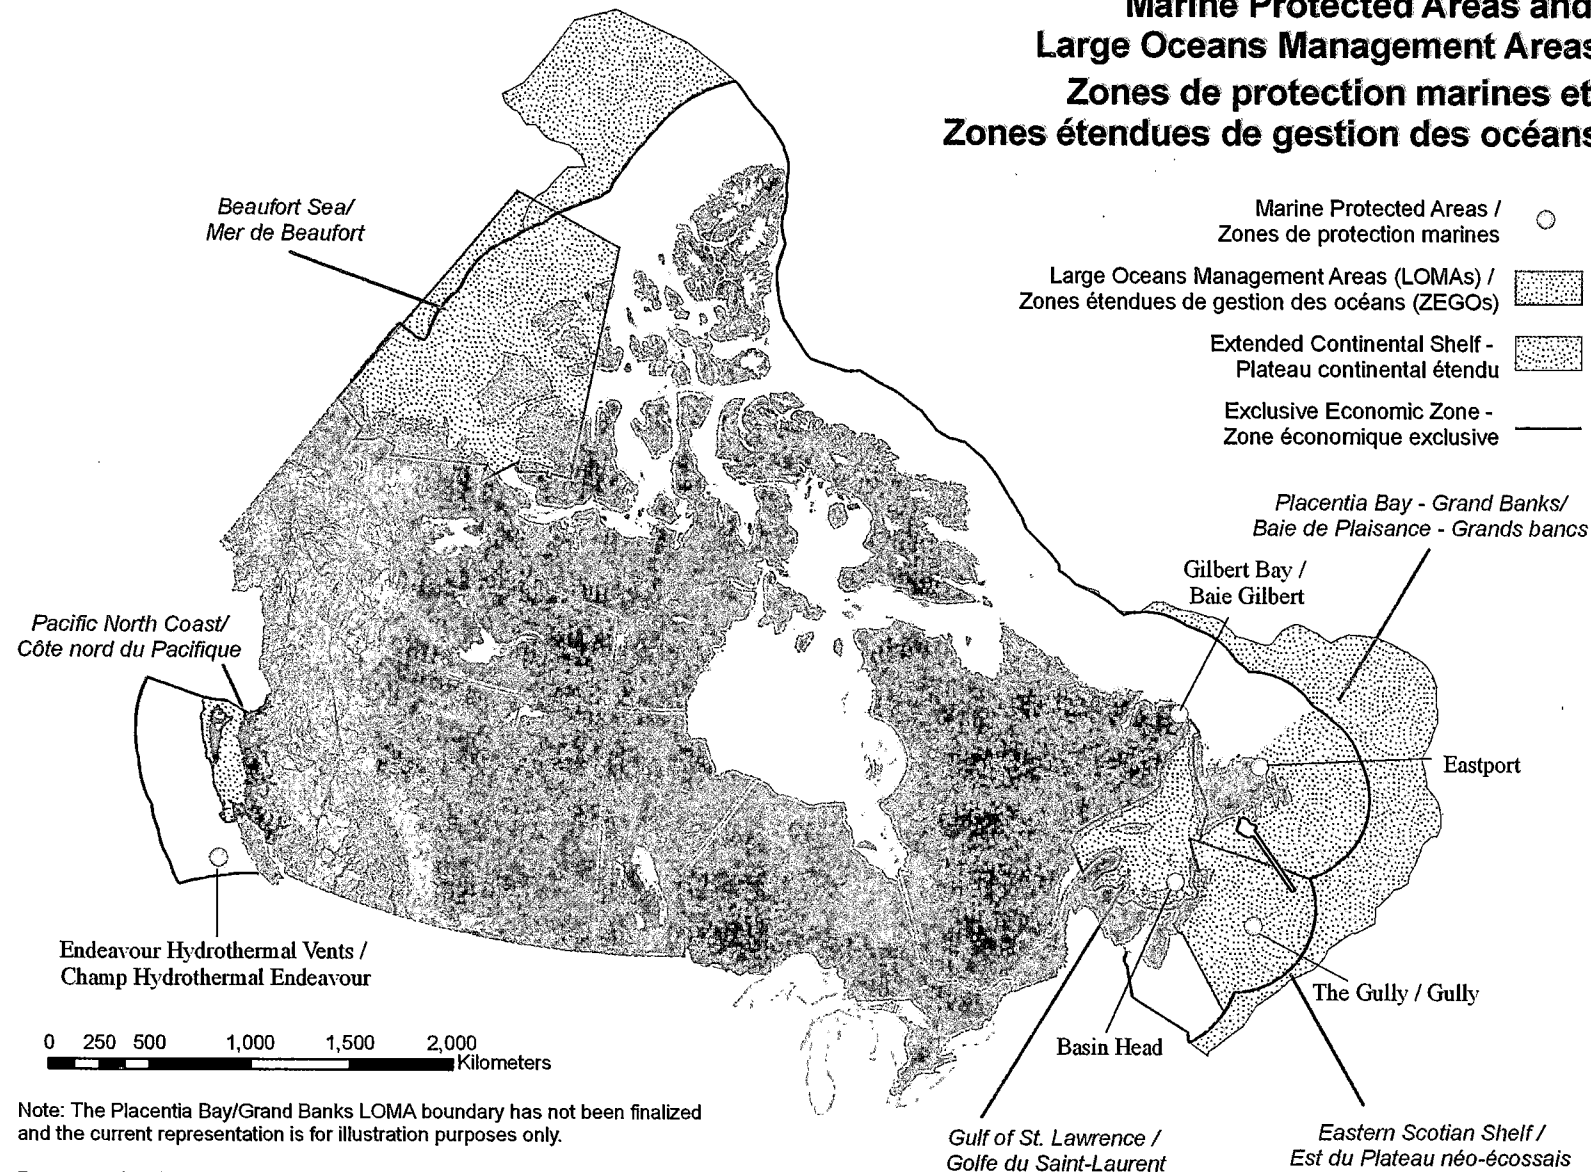 Marine Protected Areas and
Large Oceans Management Areas
Zones de protection marines et
Zones étendues de gestion des océans
Marine Protected Areas /
Zones de protection marines
Large Oceans Management Areas (LOMAs) /
Zones étendues de gestion des océans (ZEGOs)
Extended Continental Shelf -
Plateau continental étendu
Exclusive Economic Zone -
Zone économique exclusive
Beaufort Sea/
Mer de Beaufort
Placentia Bay - Grand Banks/
Baie de Plaisance - Grands bancs
Gilbert Bay /
Baie Gilbert
Pacific North Coast/
Côte nord du Pacifique
Eastport
Endeavour Hydrothermal Vents /
Champ Hydrothermal Endeavour
The Gully / Gully
Basin Head
0 250 500 1,000 1,500 2,000
Kilometers
Note: The Placentia Bay/Grand Banks LOMA boundary has not been finalized
and the current representation is for illustration purposes only.
Gulf of St. Lawrence /
Golfe du Saint-Laurent
Eastern Scotian Shelf /
Est du Plateau néo-écossais